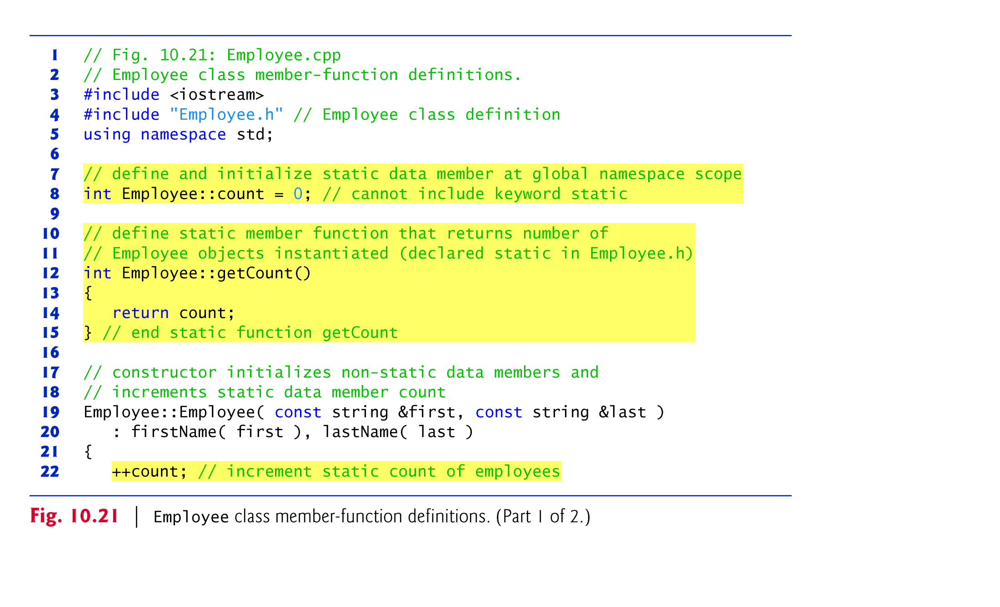 1 // Fig. 10.21: Employee.cpp
2 // Employee class member-function definitions.
3 #include <iostream>
4 #include "Employee.h" // Employee class definition
5 using namespace std;
6
7 // define and initialize static data member at global namespace scope
8 int Employee::count = 0; // cannot include keyword static
9
10 // define static member function that returns number of
11 // Employee objects instantiated (declared static in Employee.h)
12 int Employee::getCount()
13 {
14    return count;
15 } // end static function getCount
16
17 // constructor initializes non-static data members and
18 // increments static data member count
19 Employee::Employee( const string &first, const string &last )
20    : firstName( first ), lastName( last )
21 {
22    ++count; // increment static count of employees
Fig. 10.21 | Employee class member-function definitions. (Part 1 of 2.)